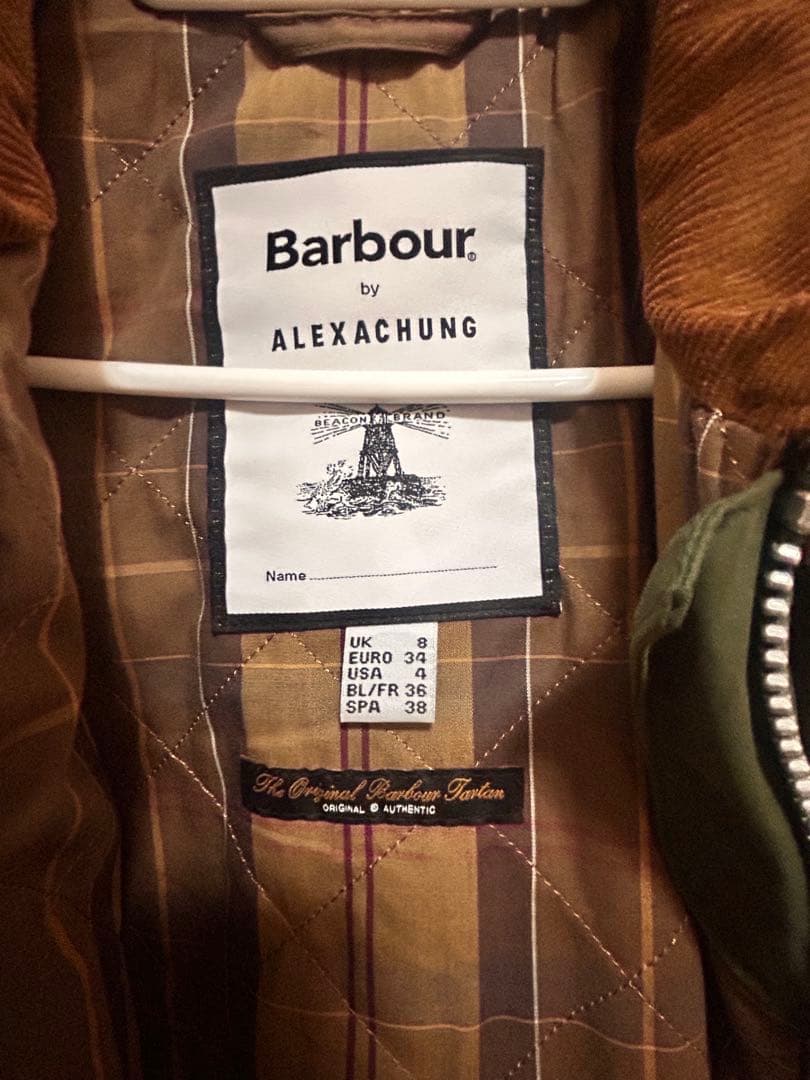 Barbour®
by
ALEXACHUNG
BEACON BRAND
Name
UK 8
EURO 34
USA 4
BL/FR 36
SPA 38
The Original Barbour Tartan
ORIGINAL © AUTHENTIC